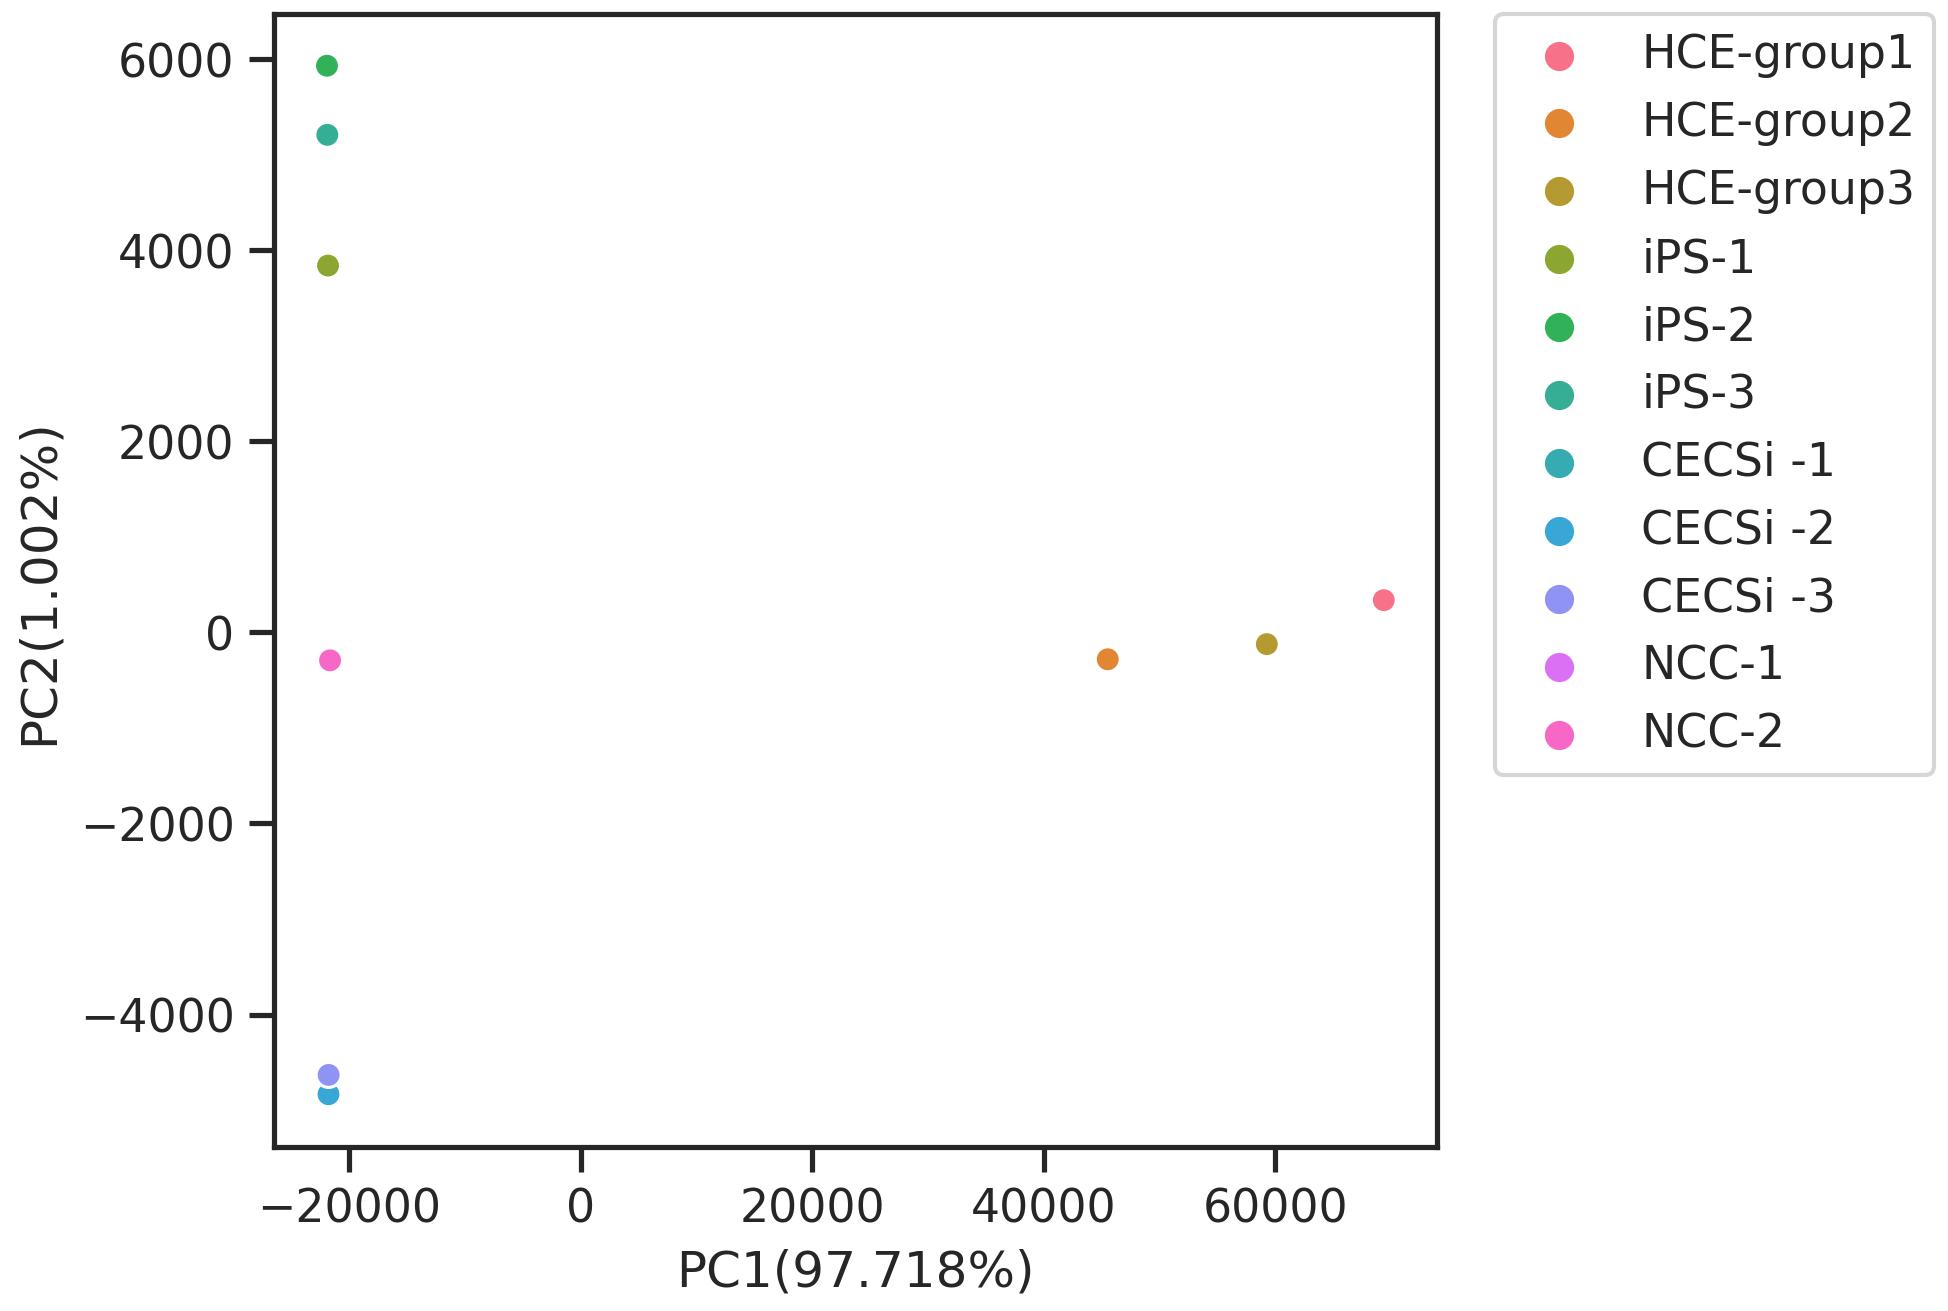 6000
4000
2000
0
−2000
−4000
−20000
0
20000
40000
60000
PC1(97.718%)
PC2(1.002%)
HCE-group1
HCE-group2
HCE-group3
iPS-1
iPS-2
iPS-3
CECSi -1
CECSi -2
CECSi -3
NCC-1
NCC-2